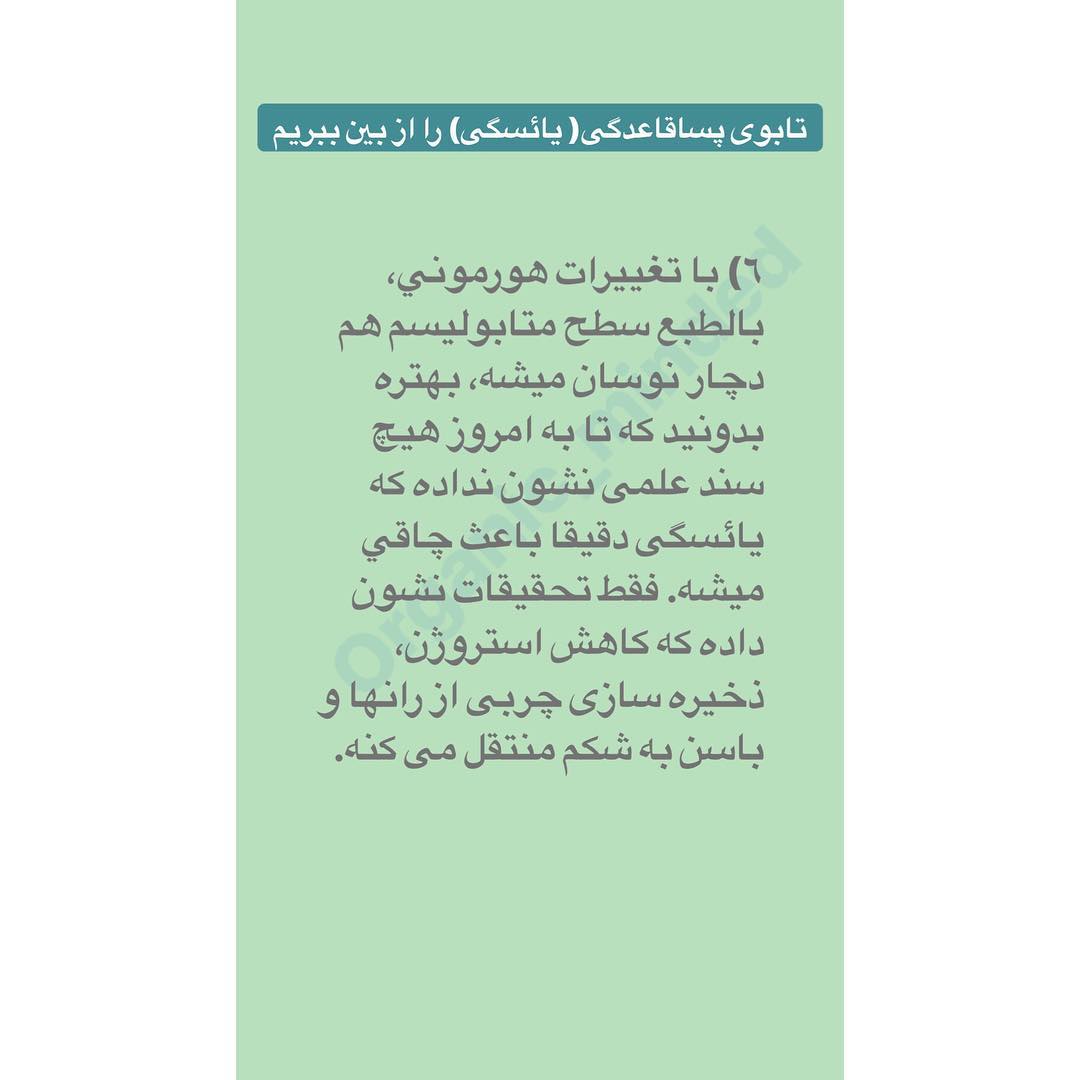 تابوی پساقاعدگی( یائسگی) را از بین ببریم
٦) با تغییرات هورموني،
بالطبع سطح متابولیسم هم
دچار نوسان میشه، بهتره
بدونید که تا به امروز هیچ
سند علمی نشون نداده که
یائسگی دقیقا باعث چاقي
میشه. فقط تحقیقات نشون
داده که کاهش استروژن،
ذخیره سازی چربی از رانها و
باسن به شکم منتقل می کنه.
Organic_minded